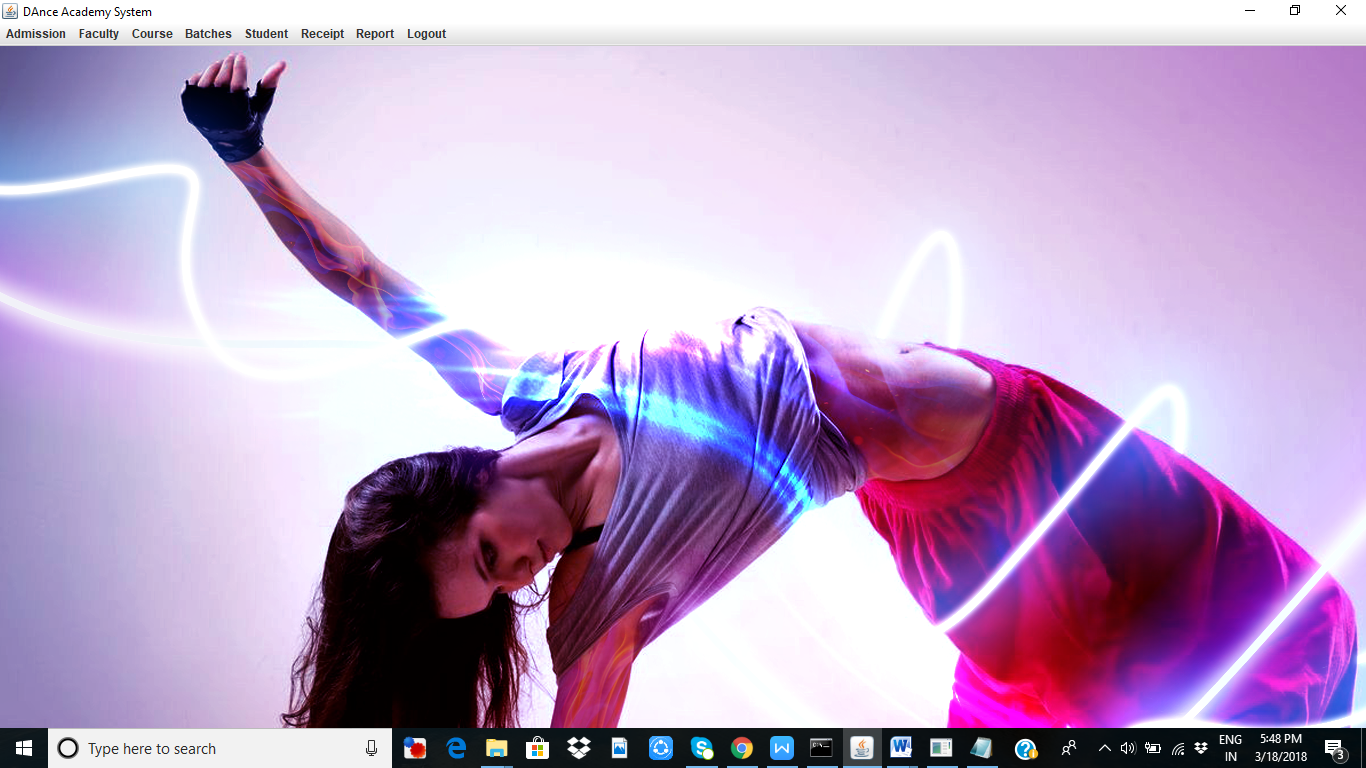 DAnce Academy System
Admission Faculty Course Batches Student Receipt Report Logout
Type here to search
ENG
IN
5:48 PM
3/18/2018
3